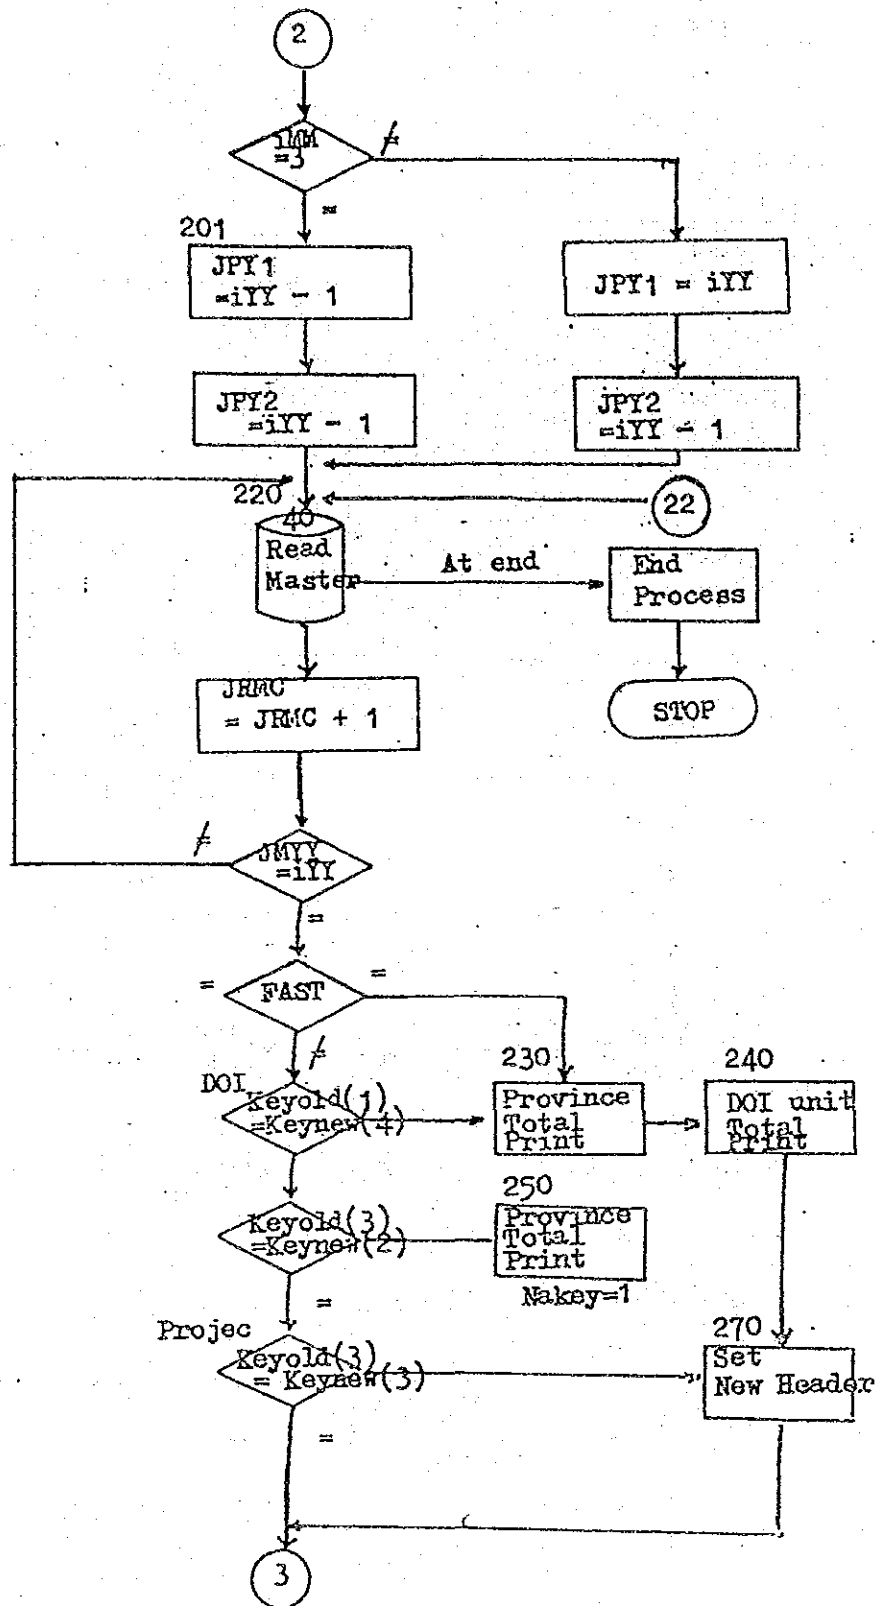 2
iMM
=3
≠
=
201
JPY1
=iYY - 1
JPY1 = iYY
JPY2
=iYY - 1
JPY2
=iYY - 1
220
22
40
Read
Master
At end
End
Process
JRMC
= JRMC + 1
STOP
≠
JMYY
=iYY
=
=
FAST
=
≠
DOI
Keyold(1)
=Keynew(4)
230
Province
Total
Print
240
DOI unit
Total
Print
250
Keyold(3)
=Keynew(2)
Province
Total
Print
Nakey=1
=
Projec
Keyold(3)
= Keynew(3)
270
Set
New Header
=
3